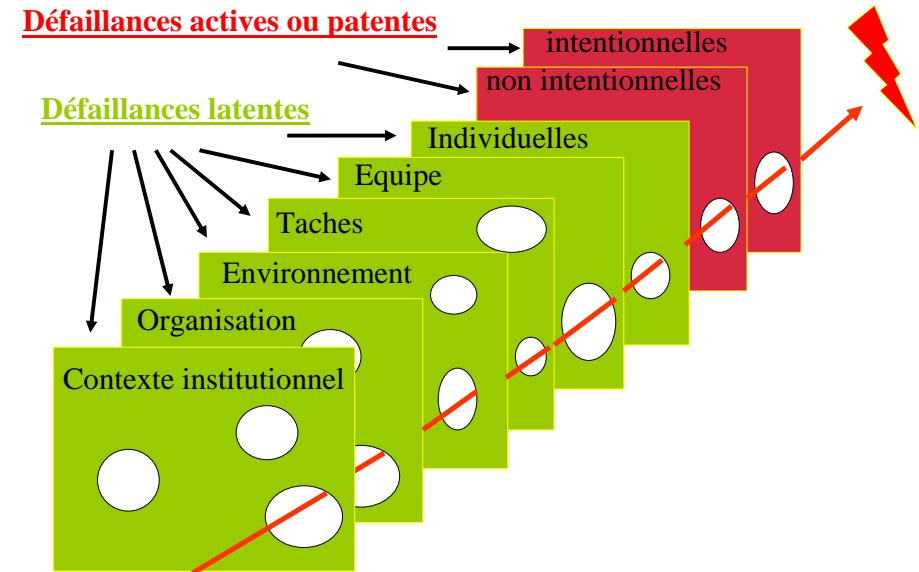 Défaillances actives ou patentes
intentionnelles
non intentionnelles
Défaillances latentes
Individuelles
Equipe
Taches
Environnement
Organisation
Contexte institutionnel